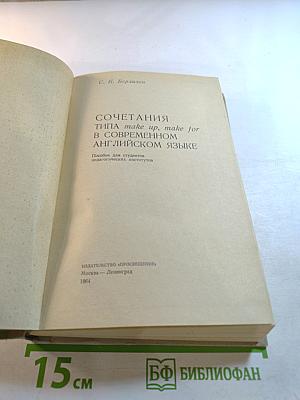 С. Е. Берлизон
СОЧЕТАНИЯ
ТИПА make up, make for
В СОВРЕМЕННОМ
АНГЛИЙСКОМ ЯЗЫКЕ
Пособие для студентов
педагогических институтов
ИЗДАТЕЛЬСТВО «ПРОСВЕЩЕНИЕ»
Москва — Ленинград
1964
15 см
БФ БИБЛИОФАН